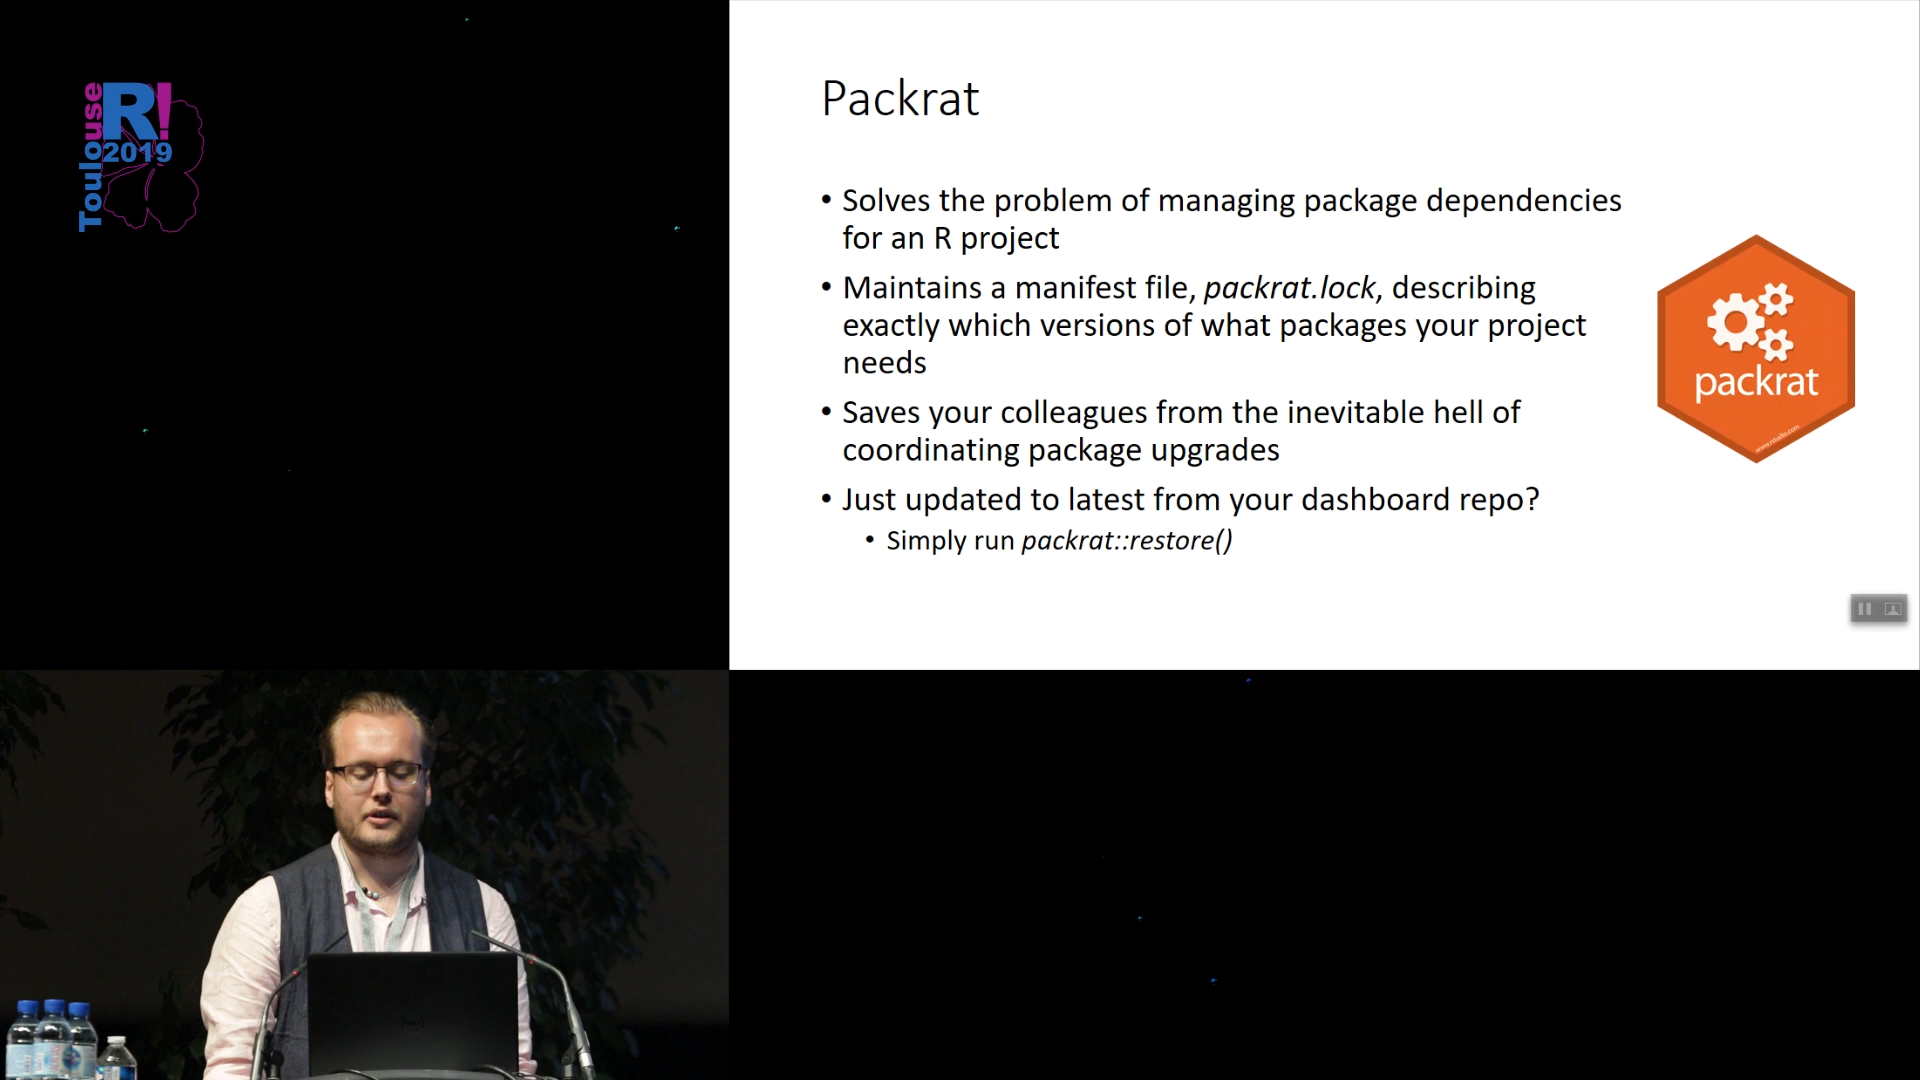 Toulouse
R!
2019
Packrat
• Solves the problem of managing package dependencies
for an R project
• Maintains a manifest file, packrat.lock, describing
exactly which versions of what packages your project
needs
• Saves your colleagues from the inevitable hell of
coordinating package upgrades
• Just updated to latest from your dashboard repo?
• Simply run packrat::restore()
packrat